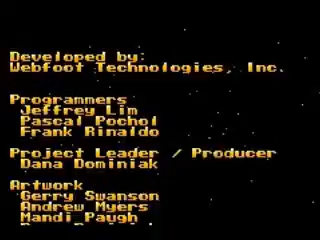 Developed by:
Webfoot Technologies, Inc.
Programmers
Jeffrey Lim
Pascal Pochol
Frank Rinaldo
Project Leader / Producer
Dana Dominiak
Artwork
Gerry Swanson
Andrew Myers
Mandi Paugh